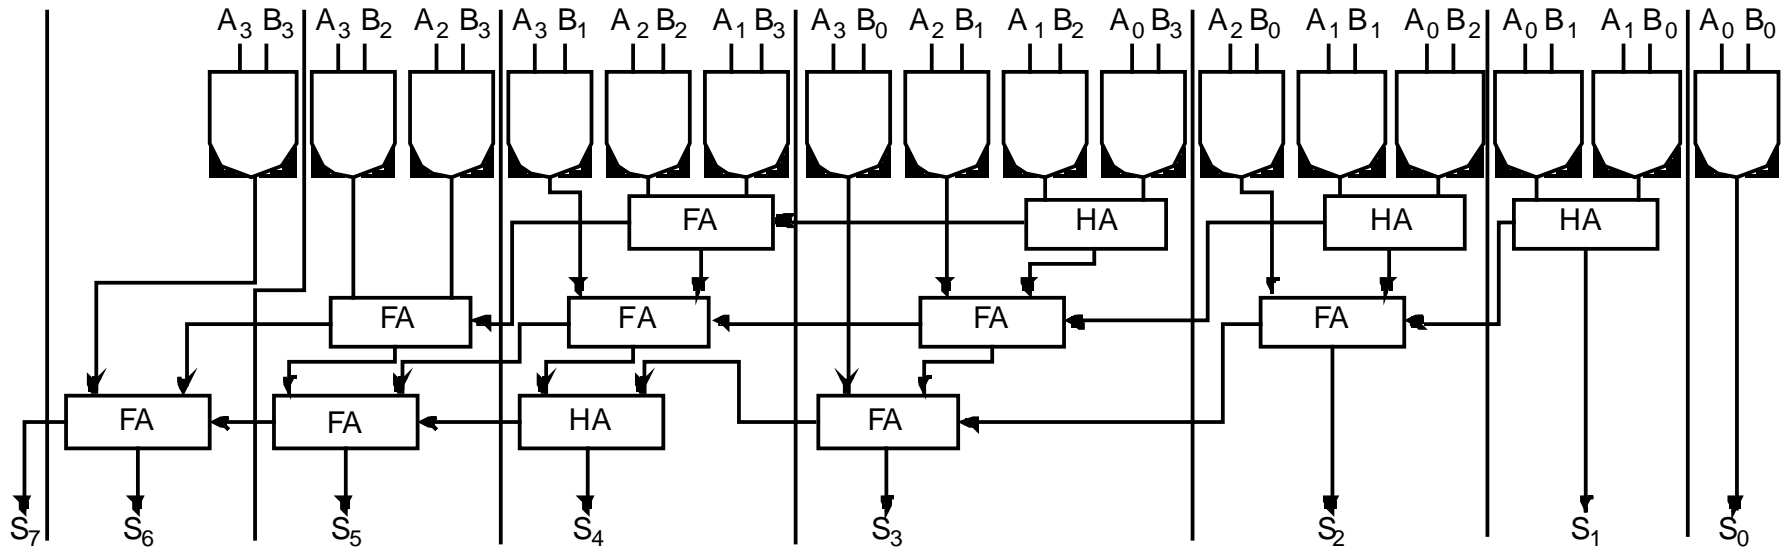 A₃ B₃ A₃ B₂ A₂ B₃ A₃ B₁ A₂ B₂ A₁ B₃ A₃ B₀ A₂ B₁ A₁ B₂ A₀ B₃ A₂ B₀ A₁ B₁ A₀ B₂ A₀ B₁ A₁ B₀ A₀ B₀
FA HA HA HA
FA FA FA FA
FA FA HA FA
S₇ S₆ S₅ S₄ S₃ S₂ S₁ S₀